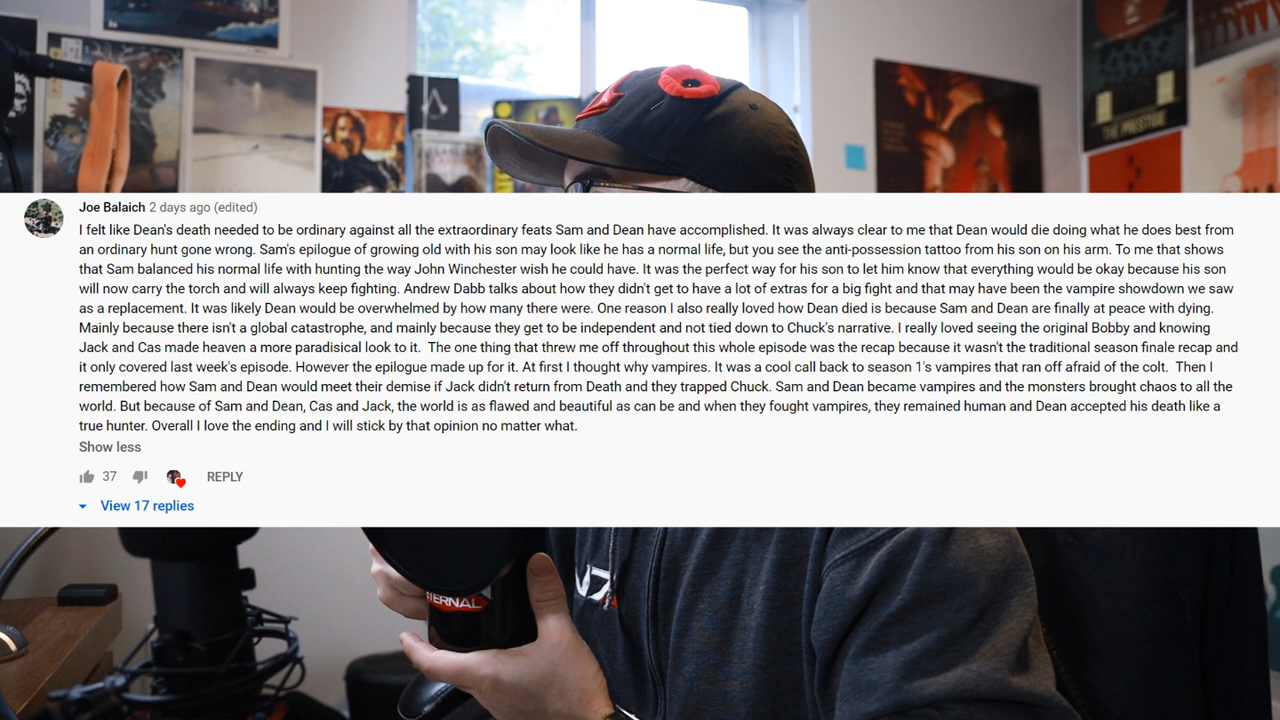 THE PRESTIGE
Joe Balaich 2 days ago (edited)
I felt like Dean's death needed to be ordinary against all the extraordinary feats Sam and Dean have accomplished. It was always clear to me that Dean would die doing what he does best from
an ordinary hunt gone wrong. Sam's epilogue of growing old with his son may look like he has a normal life, but you see the anti-possession tattoo from his son on his arm. To me that shows
that Sam balanced his normal life with hunting the way John Winchester wish he could have. It was the perfect way for his son to let him know that everything would be okay because his son
will now carry the torch and will always keep fighting. Andrew Dabb talks about how they didn't get to have a lot of extras for a big fight and that may have been the vampire showdown we saw
as a replacement. It was likely Dean would be overwhelmed by how many there were. One reason I also really loved how Dean died is because Sam and Dean are finally at peace with dying.
Mainly because there isn't a global catastrophe, and mainly because they get to be independent and not tied down to Chuck's narrative. I really loved seeing the original Bobby and knowing
Jack and Cas made heaven a more paradisical look to it. The one thing that threw me off throughout this whole episode was the recap because it wasn't the traditional season finale recap and
it only covered last week's episode. However the epilogue made up for it. At first I thought why vampires. It was a cool call back to season 1's vampires that ran off afraid of the colt. Then I
remembered how Sam and Dean would meet their demise if Jack didn't return from Death and they trapped Chuck. Sam and Dean became vampires and the monsters brought chaos to all the
world. But because of Sam and Dean, Cas and Jack, the world is as flawed and beautiful as can be and when they fought vampires, they remained human and Dean accepted his death like a
true hunter. Overall I love the ending and I will stick by that opinion no matter what.
Show less
37 REPLY
View 17 replies
TERNAL
N7